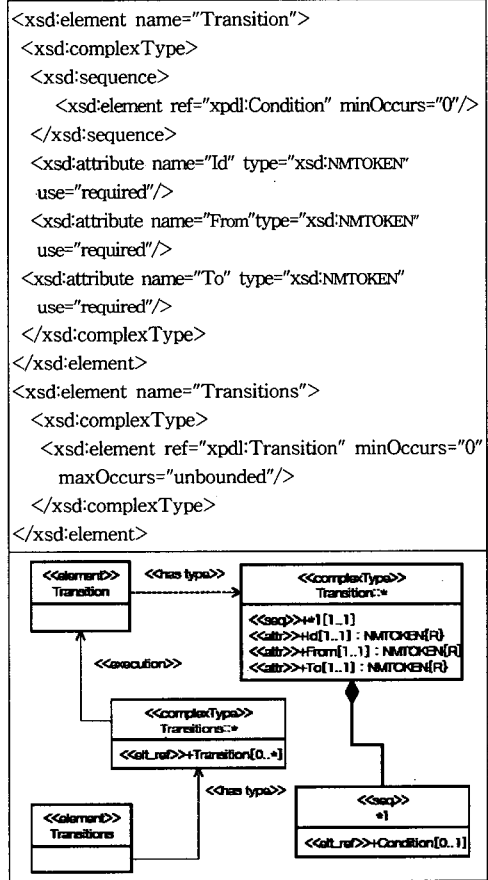 <xsd:element name="Transition">
<xsd:complexType>
<xsd:sequence>
<xsd:element ref="xpdl:Condition" minOccurs="0"/>
</xsd:sequence>
<xsd:attribute name="Id" type="xsd:NMTOKEN"
use="required"/>
<xsd:attribute name="From"type="xsd:NMTOKEN"
use="required"/>
<xsd:attribute name="To" type="xsd:NMTOKEN"
use="required"/>
</xsd:complexType>
</xsd:element>
<xsd:element name="Transitions">
<xsd:complexType>
<xsd:element ref="xpdl:Transition" minOccurs="0"
maxOccurs="unbounded"/>
</xsd:complexType>
</xsd:element>
<<element>>
Transition
<<has type>>
<<complexType>>
Transition::*
<<seq>>+*1[1..1]
<<attr>>+Id[1..1] : NMTOKEN{R}
<<attr>>+From[1..1] : NMTOKEN{R}
<<attr>>+To[1..1] : NMTOKEN{R}
<<execution>>
<<complexType>>
Transitions::*
<<elt_ref>>+Transition[0..*]
<<has type>>
<<element>>
Transitions
<<seq>>
*1
<<elt_ref>>+Condition[0..1]